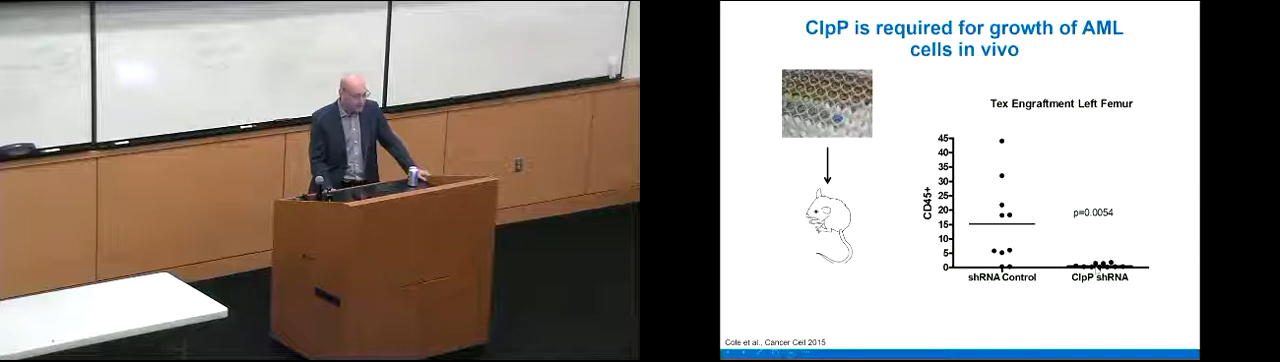 ClpP is required for growth of AML
cells in vivo
Tex Engraftment Left Femur
45
40
35
30
25
20
15
10
5
0
CD45+
p=0.0054
shRNA Control
ClpP shRNA
Cole et al., Cancer Cell 2015